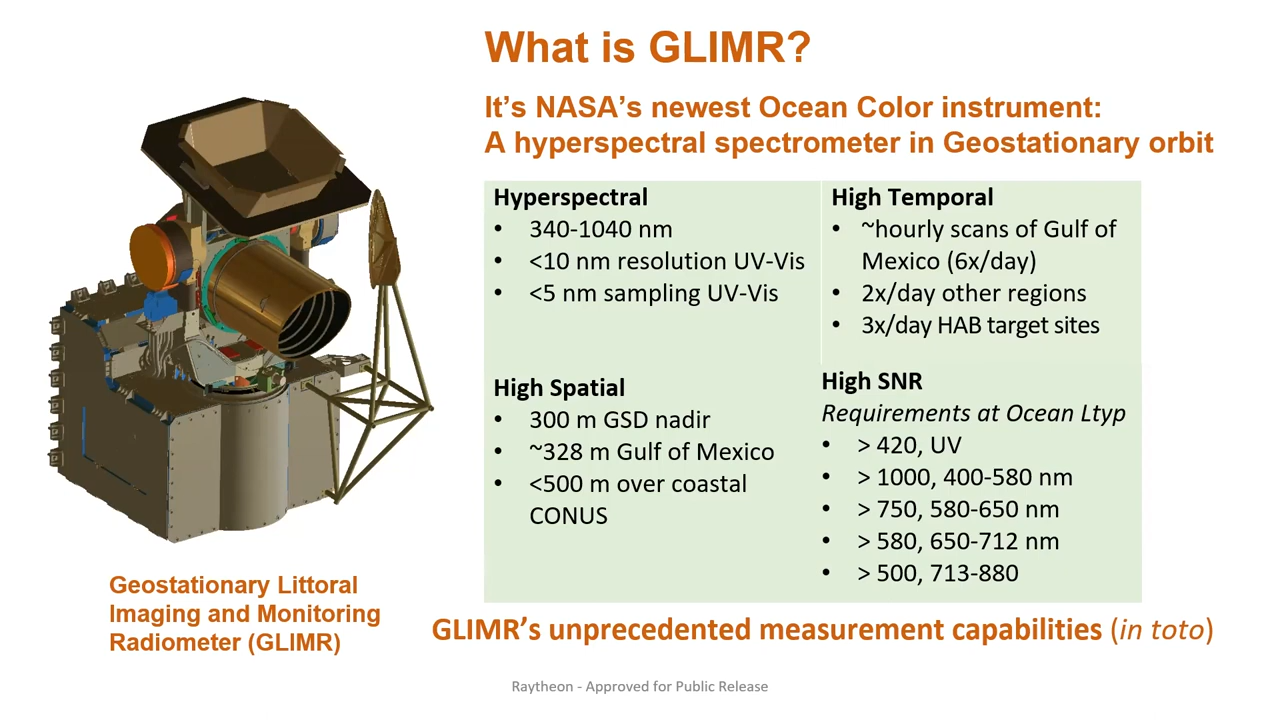 What is GLIMR?
It's NASA's newest Ocean Color instrument:
A hyperspectral spectrometer in Geostationary orbit
Hyperspectral
• 340-1040 nm
• <10 nm resolution UV-Vis
• <5 nm sampling UV-Vis
High Temporal
• ~hourly scans of Gulf of
Mexico (6x/day)
• 2x/day other regions
• 3x/day HAB target sites
High Spatial
• 300 m GSD nadir
• ~328 m Gulf of Mexico
• <500 m over coastal
CONUS
High SNR
Requirements at Ocean Ltyp
• > 420, UV
• > 1000, 400-580 nm
• > 750, 580-650 nm
• > 580, 650-712 nm
• > 500, 713-880
Geostationary Littoral
Imaging and Monitoring
Radiometer (GLIMR)
GLIMR's unprecedented measurement capabilities (in toto)
Raytheon - Approved for Public Release